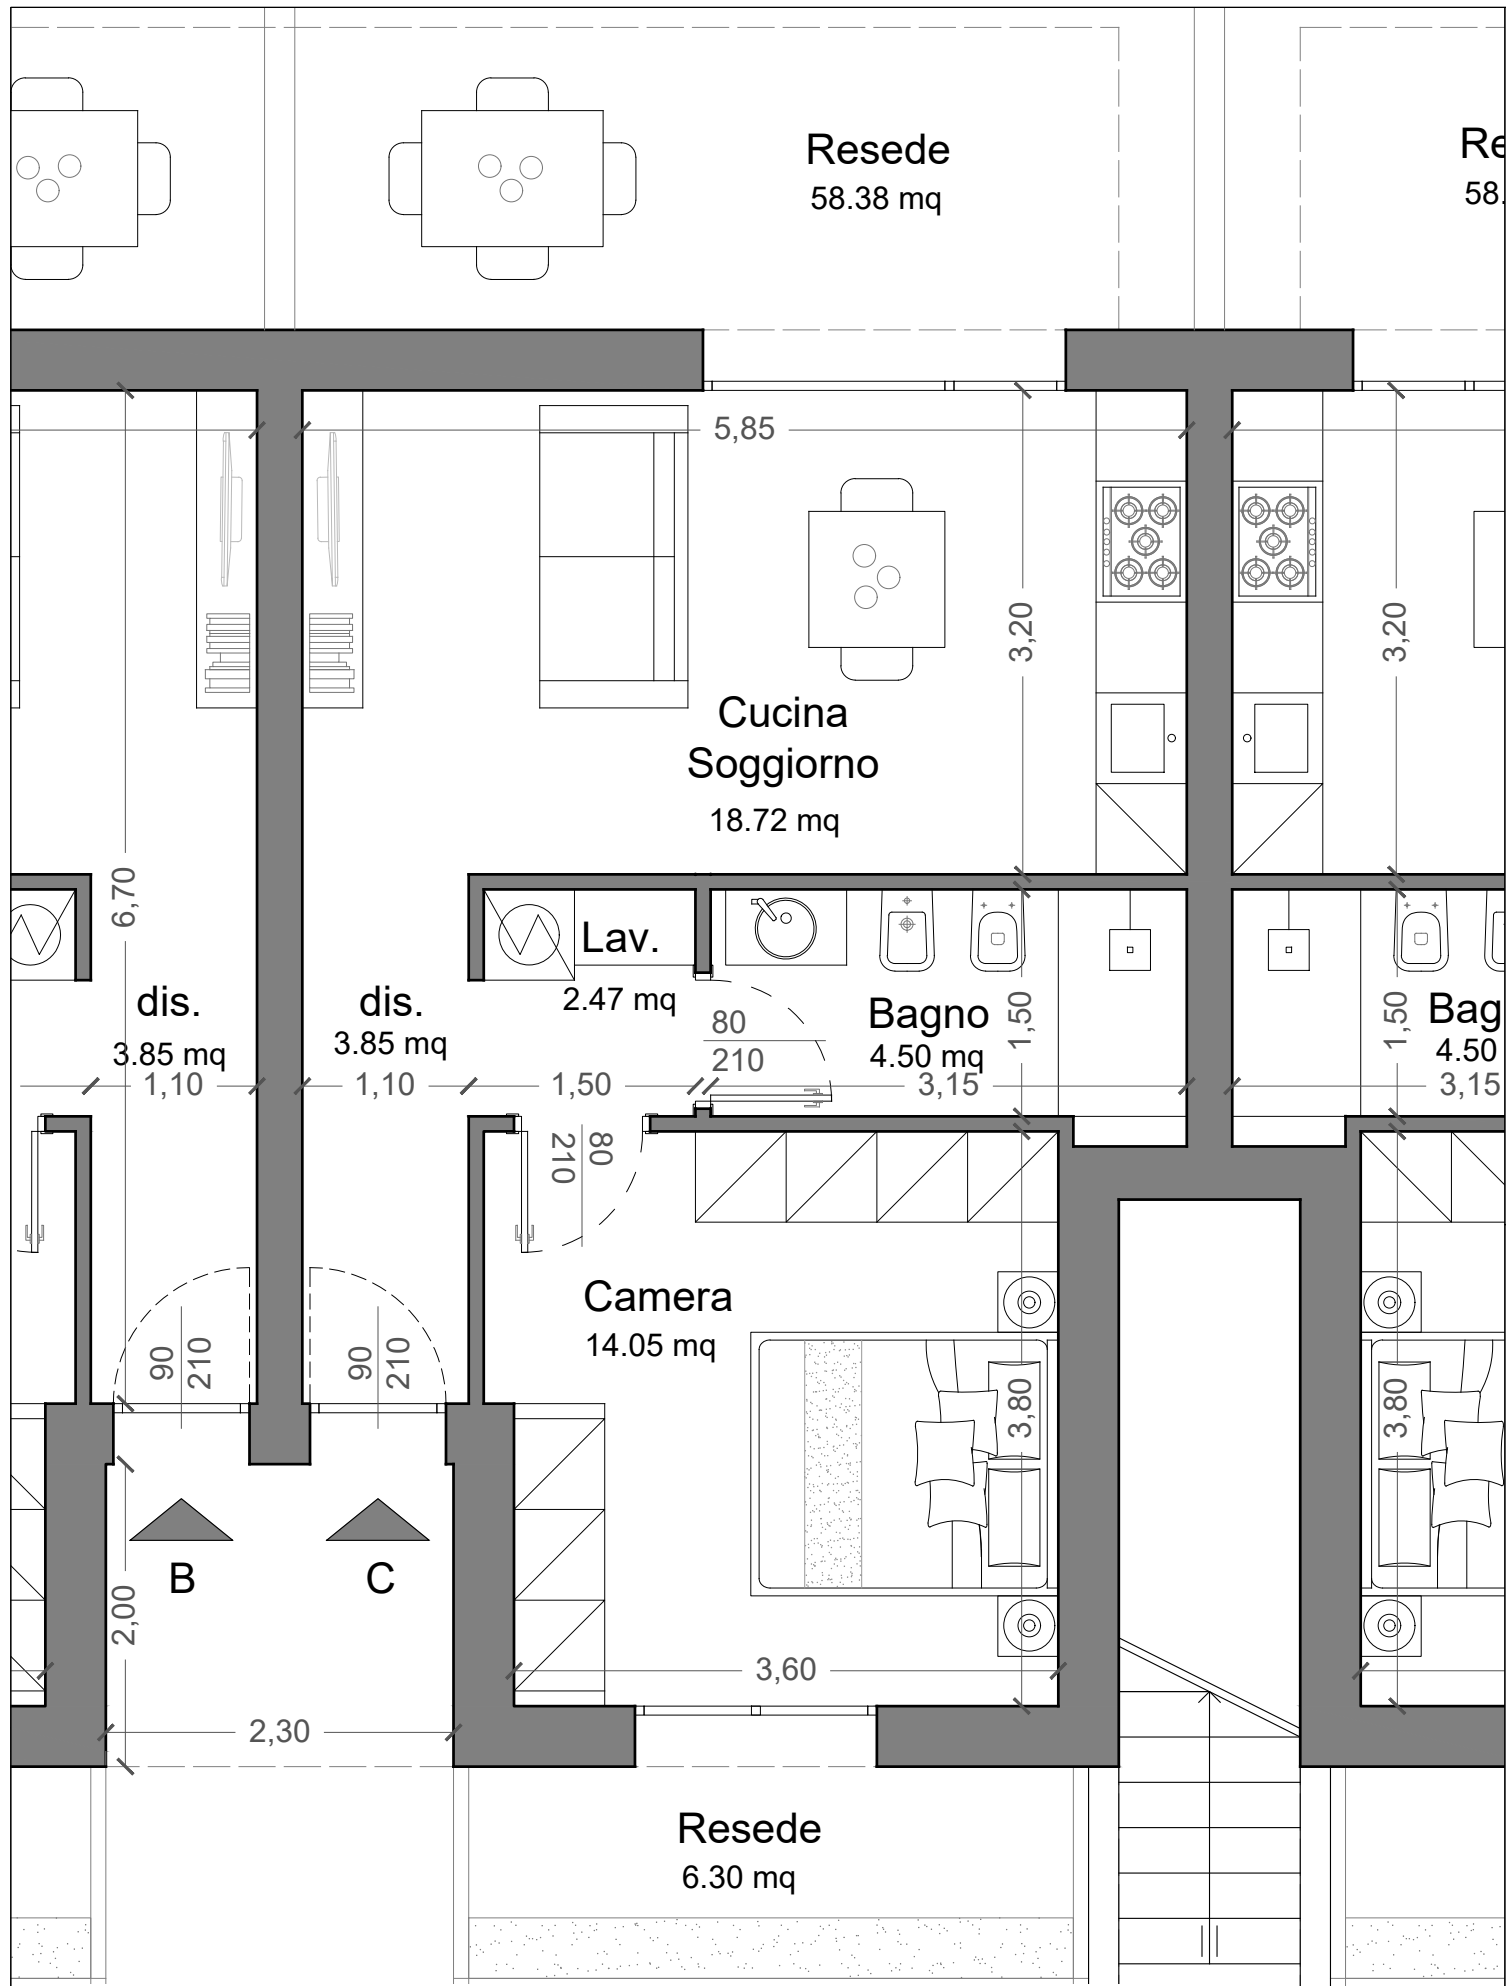 Resede
58.38 mq
Re
58.
5,85
3,20
3,20
Cucina
Soggiorno
18.72 mq
6,70
Lav.
2.47 mq
dis.
3.85 mq
dis.
3.85 mq
80
210
Bagno
4.50 mq
1,50
1,50
Bag
4.50
1,10
1,10
1,50
3,15
3,15
80
210
Camera
14.05 mq
90
210
90
210
3,80
3,80
B
C
2,00
3,60
2,30
Resede
6.30 mq